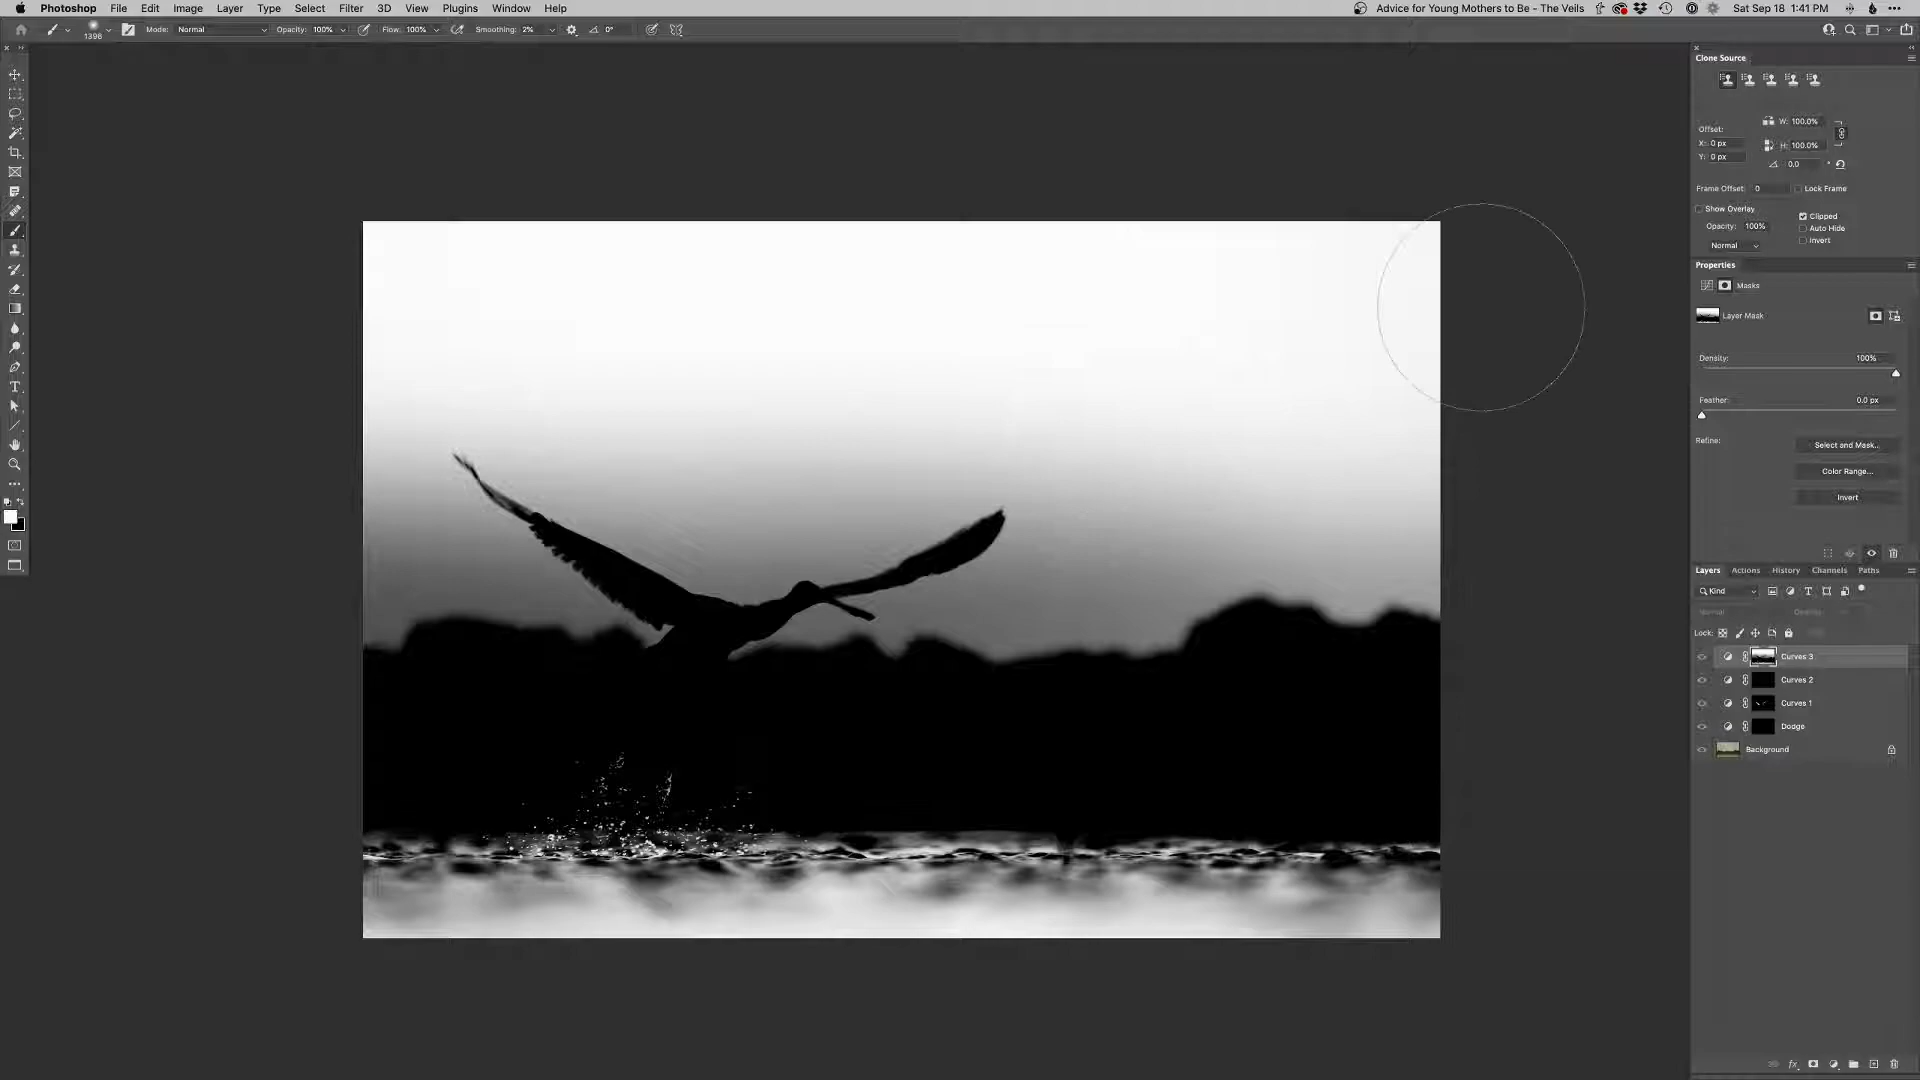 Photoshop File Edit Image Layer Type Select Filter 3D View Plugins Window Help Advice for Young Mothers to Be - The Veils Sat Sep 18 1:41 PM
1396 Mode: Normal Opacity: 100% Flow: 100% Smoothing: 2% 0°
Clone Source
Offset: W: 100.0%
X: 0 px H: 100.0%
Y: 0 px 0.0 °
Frame Offset: 0 Lock Frame
Show Overlay Clipped
Opacity: 100% Auto Hide
Normal Invert
Properties
Masks
Layer Mask
Density: 100%
Feather: 0.0 px
Refine: Select and Mask...
Color Range...
Invert
Layers Actions History Channels Paths
Kind
Normal Opacity:
Lock:
Curves 3
Curves 2
Curves 1
Dodge
Background
fx